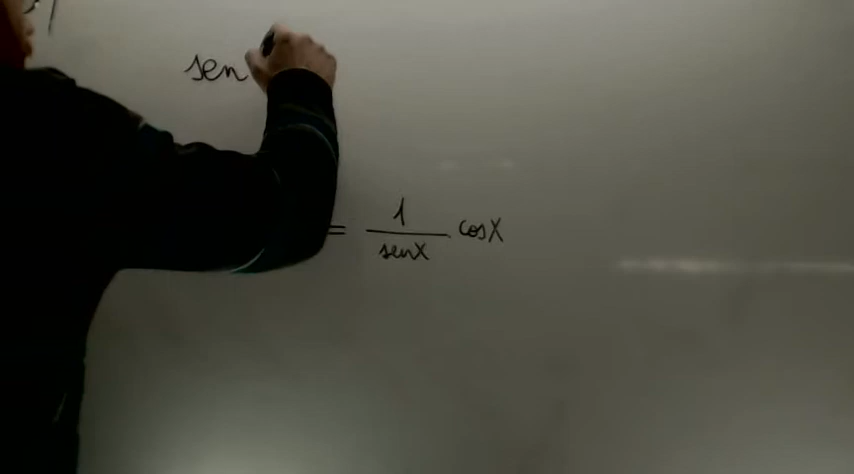 sen
= 1/senx cosx